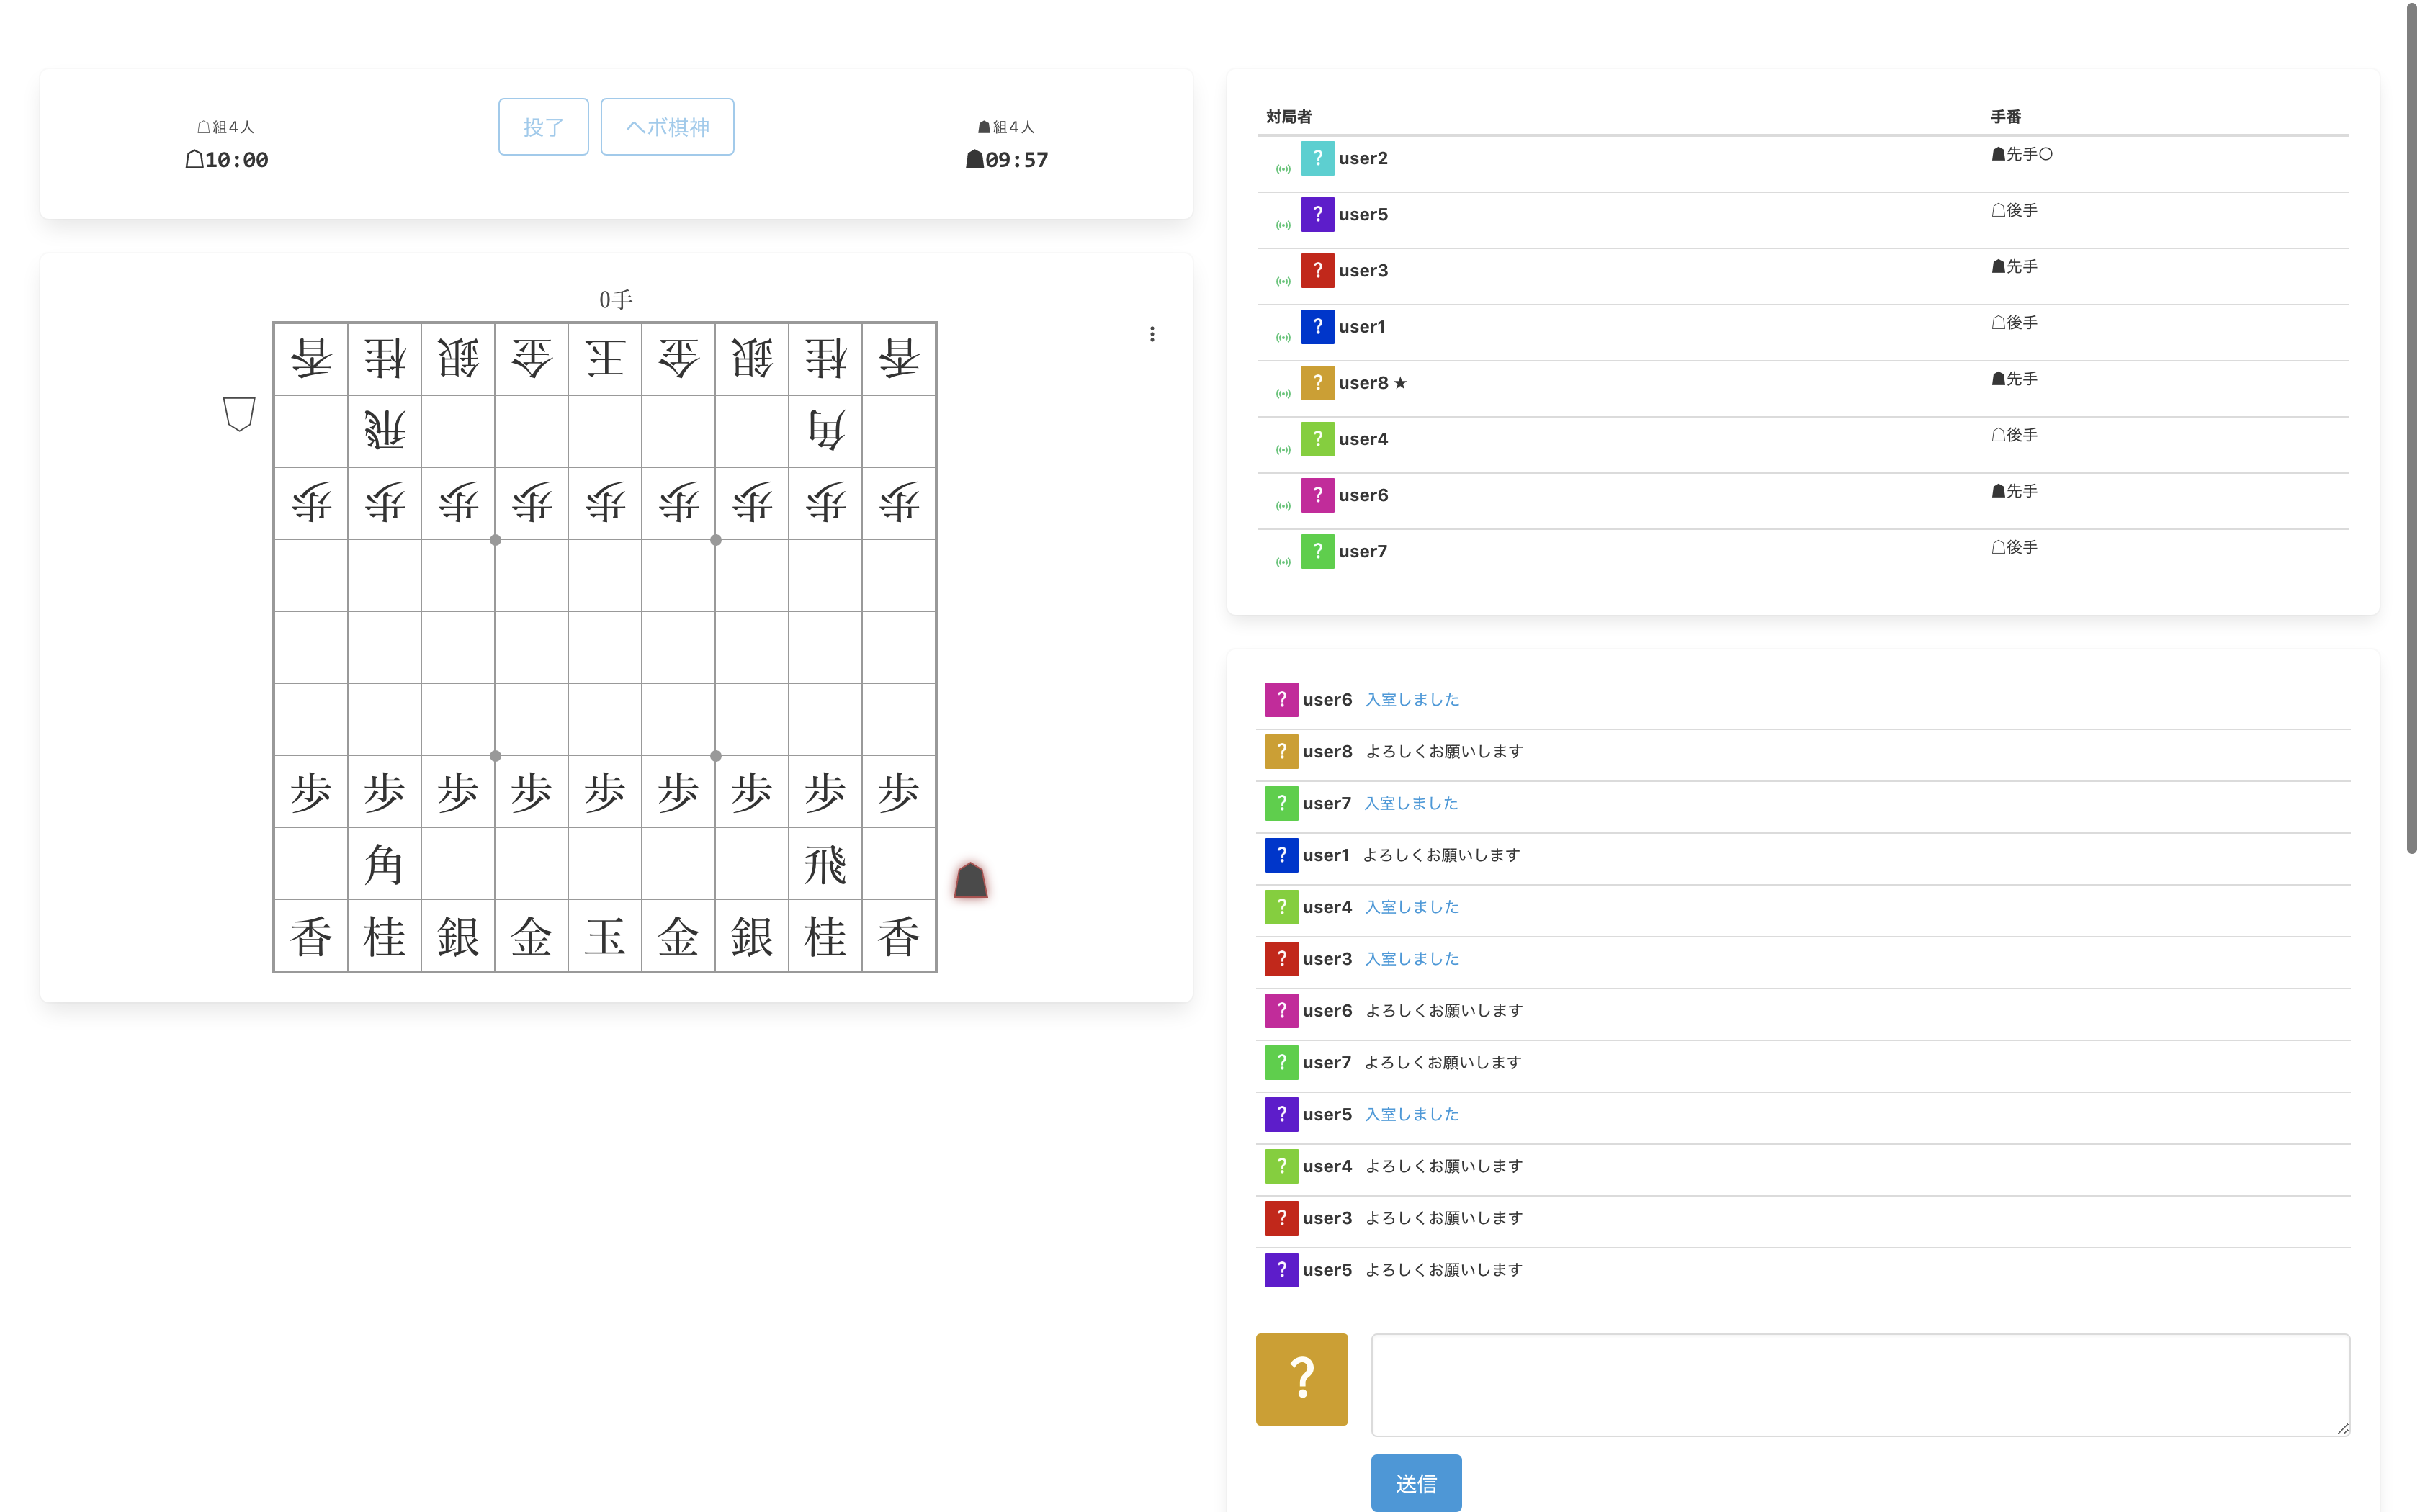 ☖組４人
☖10:00
投了
ヘボ棋神
☗組４人
☗09:57
0手
香桂銀金王金銀桂香
飛角
歩歩歩歩歩歩歩歩歩
歩歩歩歩歩歩歩歩歩
角飛
香桂銀金玉金銀桂香
対局者 手番
? user2 ☗先手〇
? user5 ☖後手
? user3 ☗先手
? user1 ☖後手
? user8 ★ ☗先手
? user4 ☖後手
? user6 ☗先手
? user7 ☖後手
? user6 入室しました
? user8 よろしくお願いします
? user7 入室しました
? user1 よろしくお願いします
? user4 入室しました
? user3 入室しました
? user6 よろしくお願いします
? user7 よろしくお願いします
? user5 入室しました
? user4 よろしくお願いします
? user3 よろしくお願いします
? user5 よろしくお願いします
?
送信